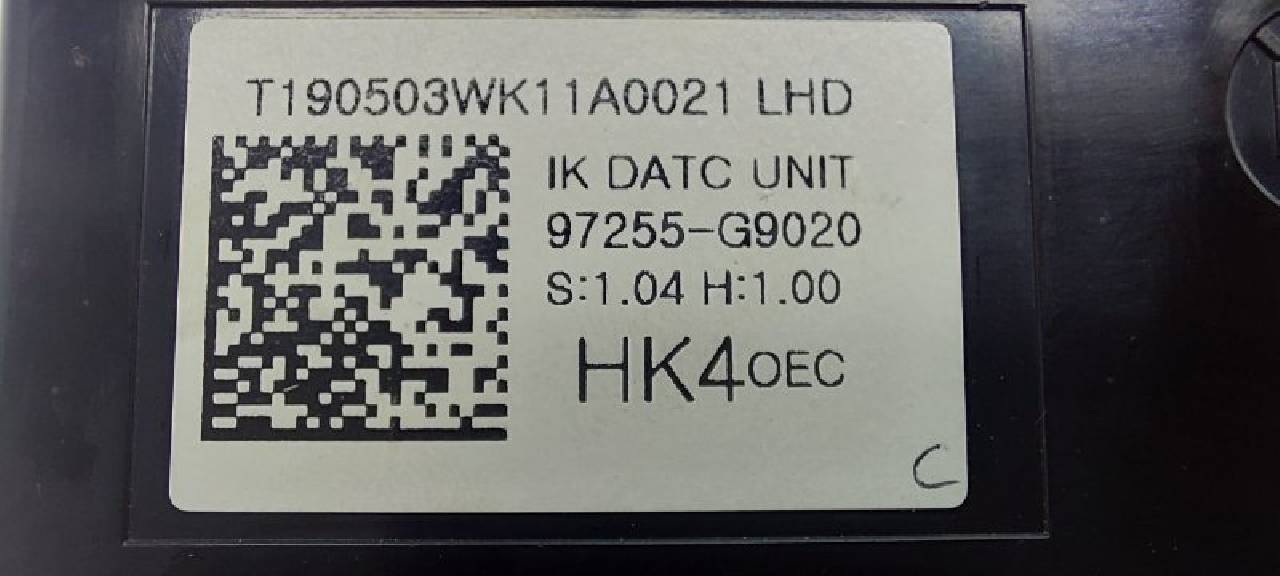 T190503WK11A0021 LHD
IK DATC UNIT
97255-G9020
S:1.04 H:1.00
HK4OEC
C